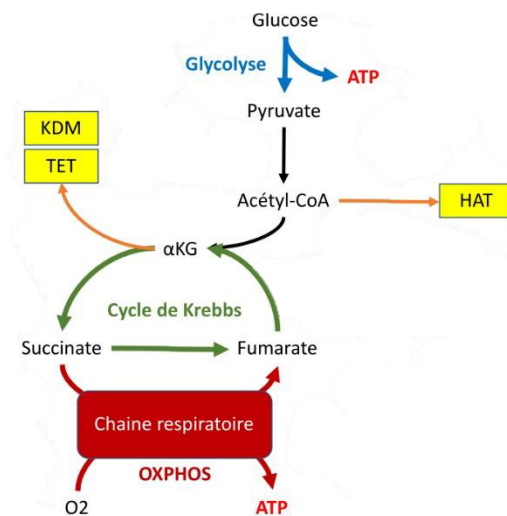 Glucose
Glycolyse
ATP
Pyruvate
KDM
TET
Acétyl-CoA
HAT
αKG
Cycle de Krebbs
Succinate
Fumarate
Chaine respiratoire
OXPHOS
O2
ATP